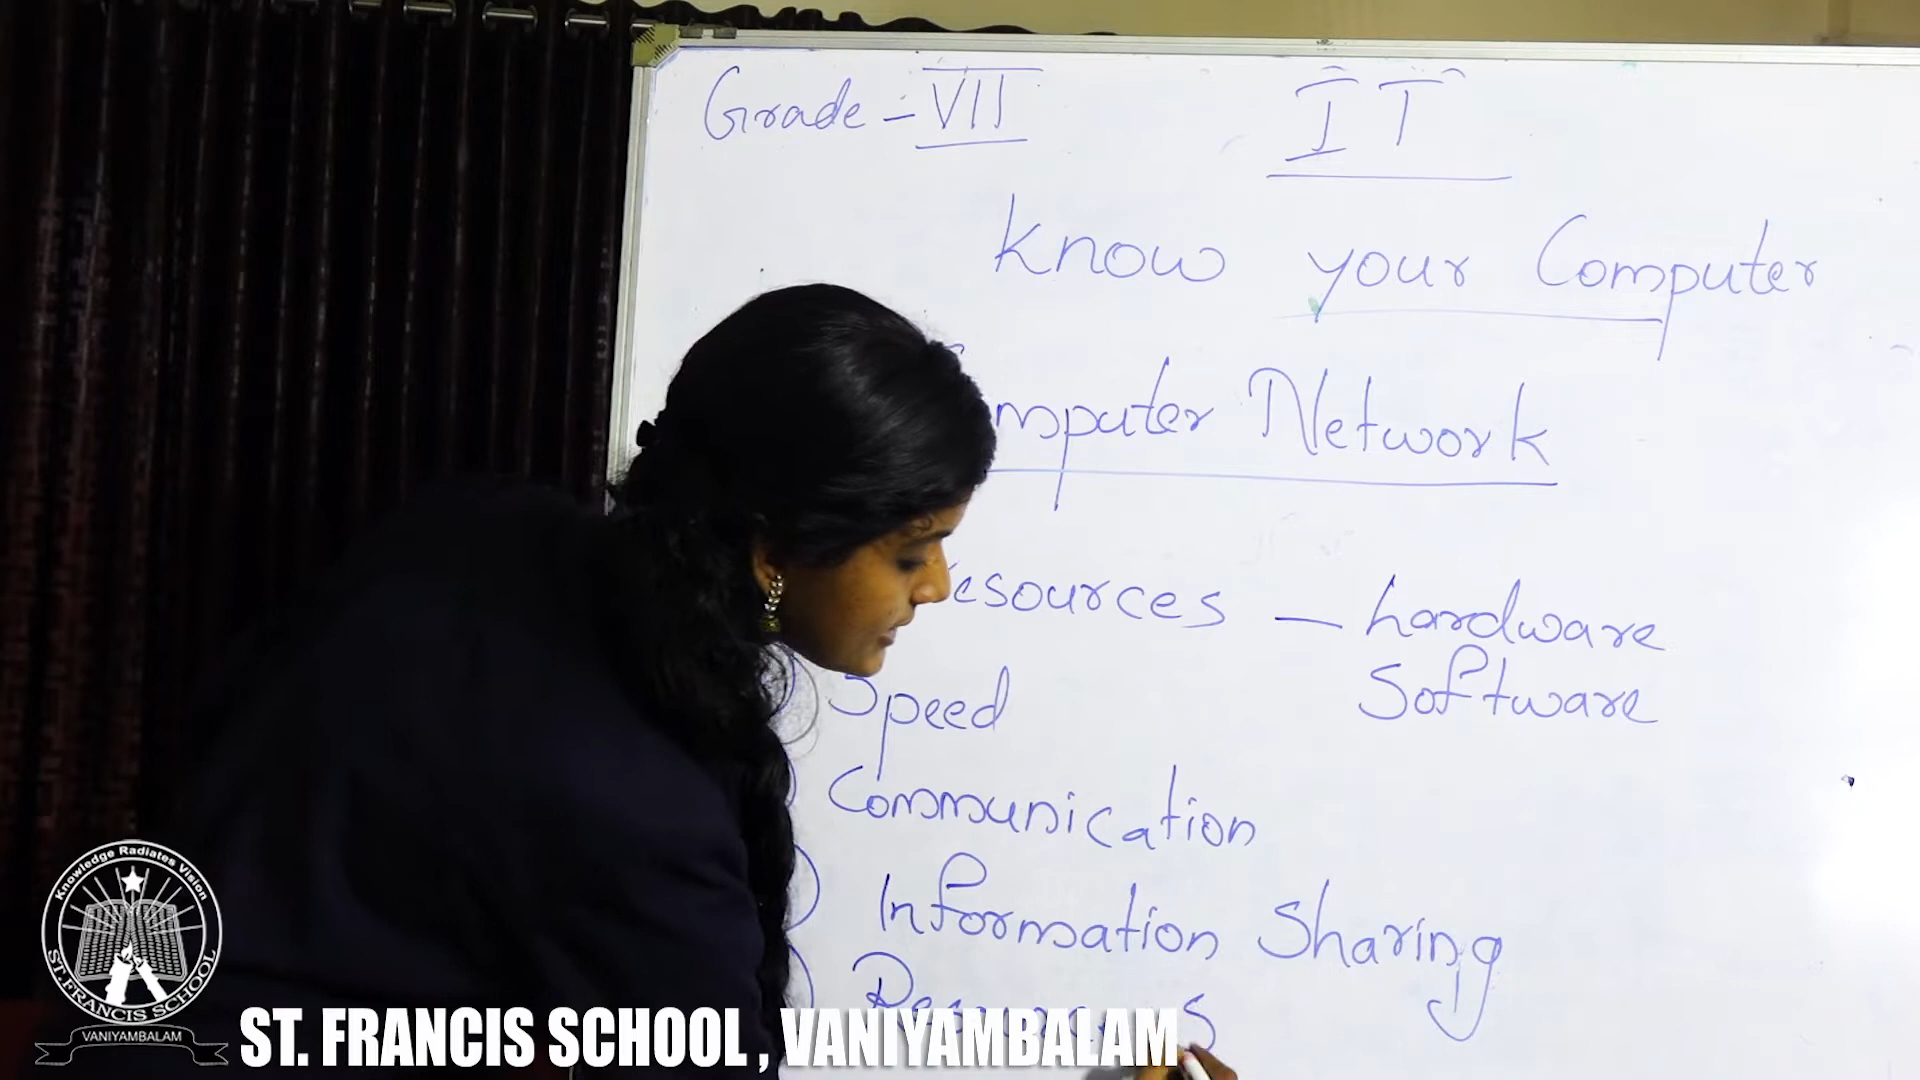 Grade - VII
IT
Know your Computer
mputer Network
esources — hardware
Software
Speed
Communication
Information Sharing
Resources
Knowledge Radiates Vision
ST. FRANCIS SCHOOL
VANIYAMBALAM
ST. FRANCIS SCHOOL , VANIYAMBALAM